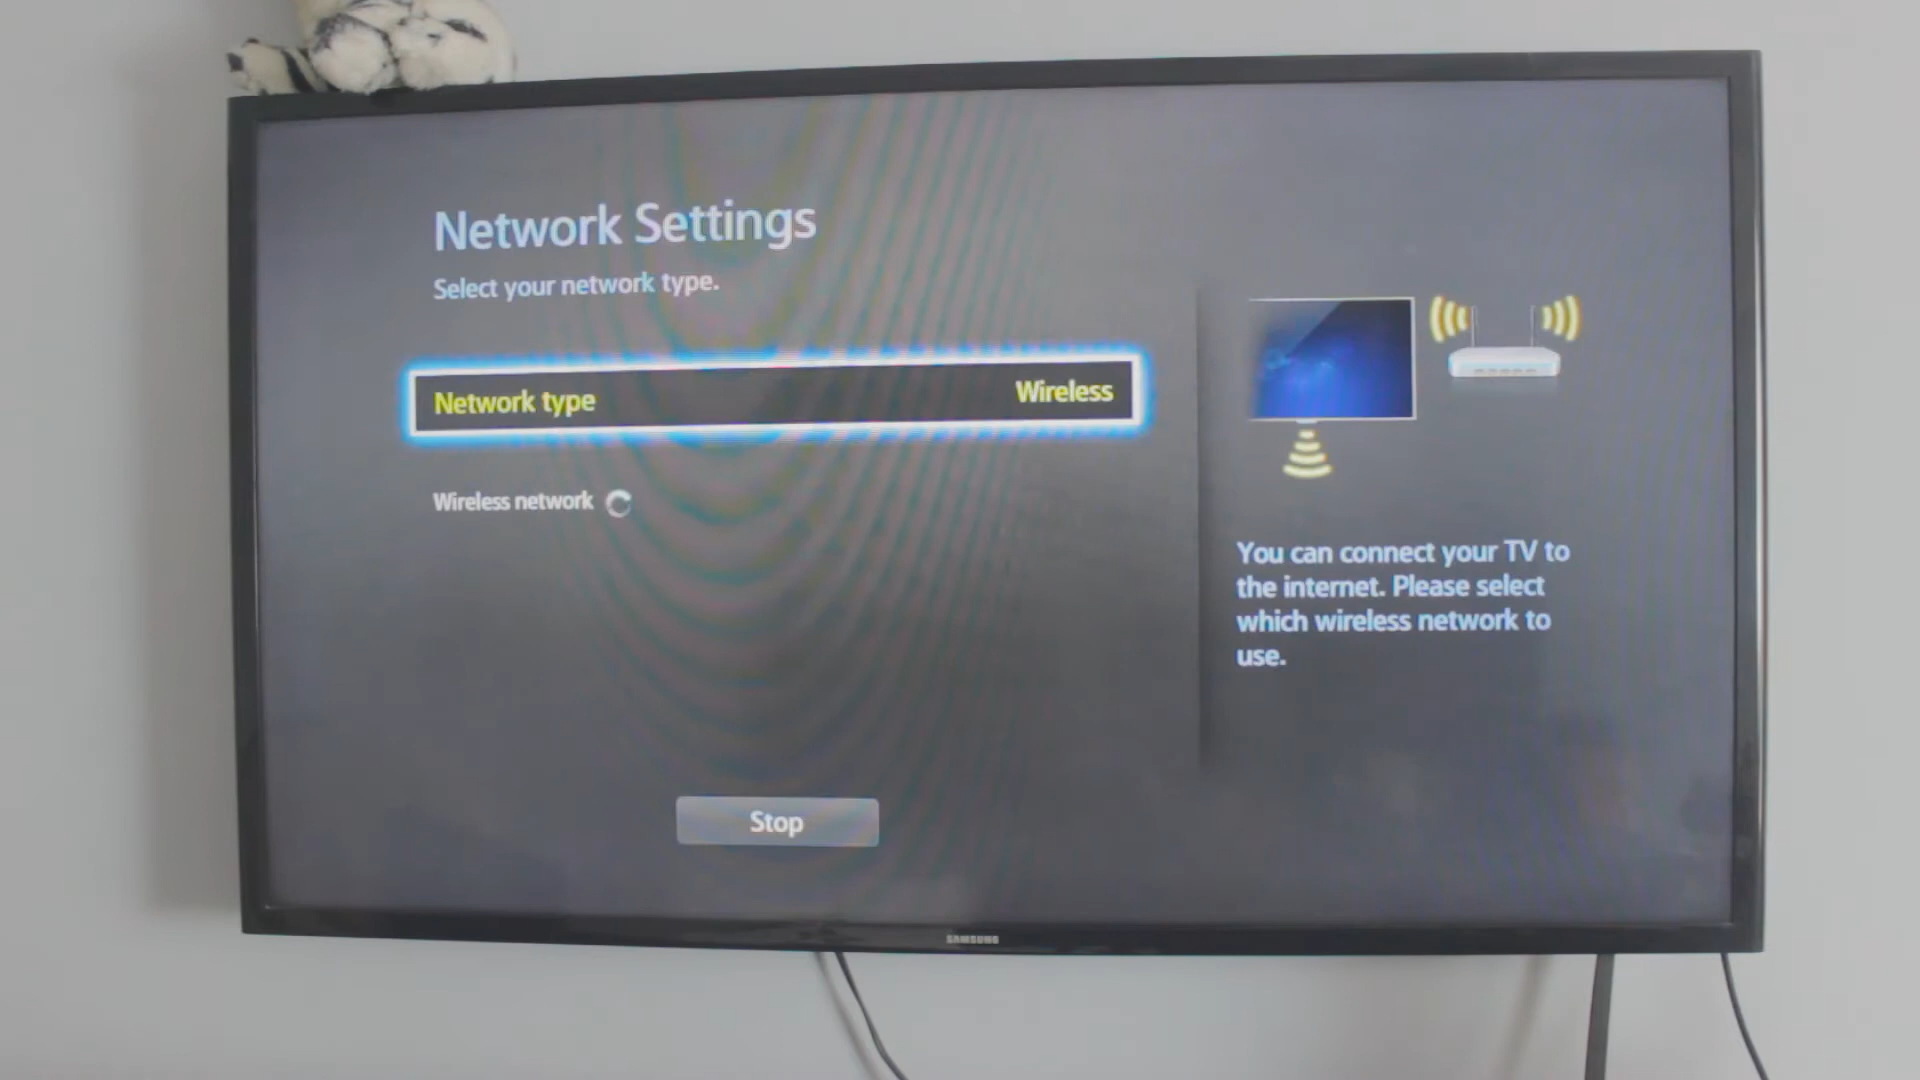 Network Settings
Select your network type.
Network type Wireless
Wireless network
You can connect your TV to
the internet. Please select
which wireless network to
use.
Stop
SAMSUNG